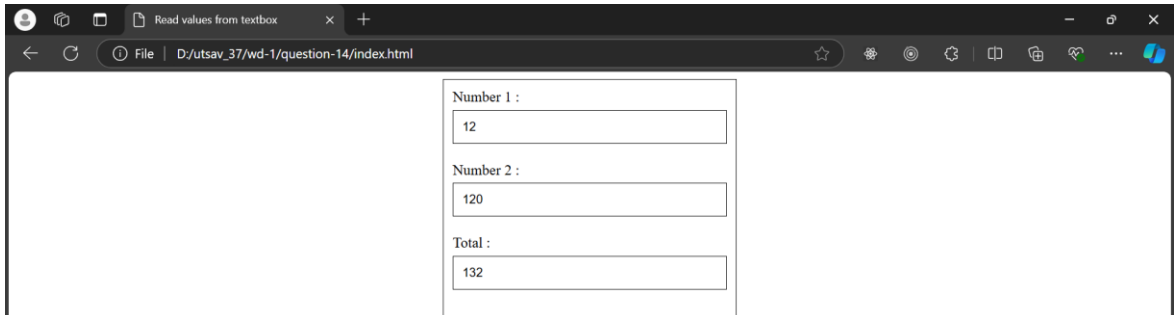 Read values from textbox
File | D:/utsav_37/wd-1/question-14/index.html
Number 1 :
12
Number 2 :
120
Total :
132